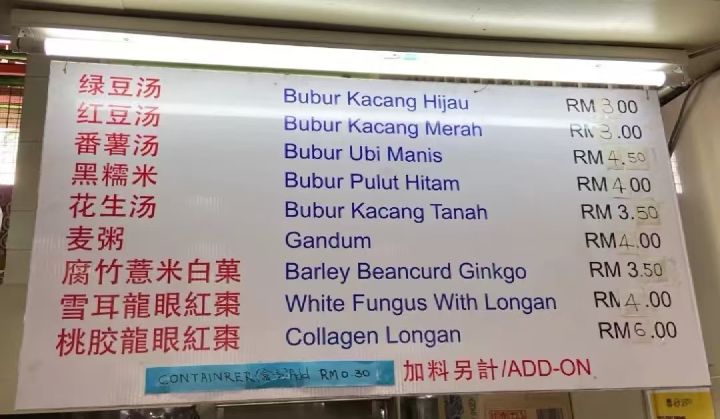 绿豆汤 Bubur Kacang Hijau RM 3.00
红豆汤 Bubur Kacang Merah RM 3.00
番薯汤 Bubur Ubi Manis RM 4.50
黑糯米 Bubur Pulut Hitam RM 4.00
花生汤 Bubur Kacang Tanah RM 3.50
麦粥 Gandum RM 4.00
腐竹薏米白菓 Barley Beancurd Ginkgo RM 3.50
雪耳龍眼紅棗 White Fungus With Longan RM 4.00
桃胶龍眼紅棗 Collagen Longan RM 6.00
CONTAINRER Add RM 0.30 加料另計/ADD-ON